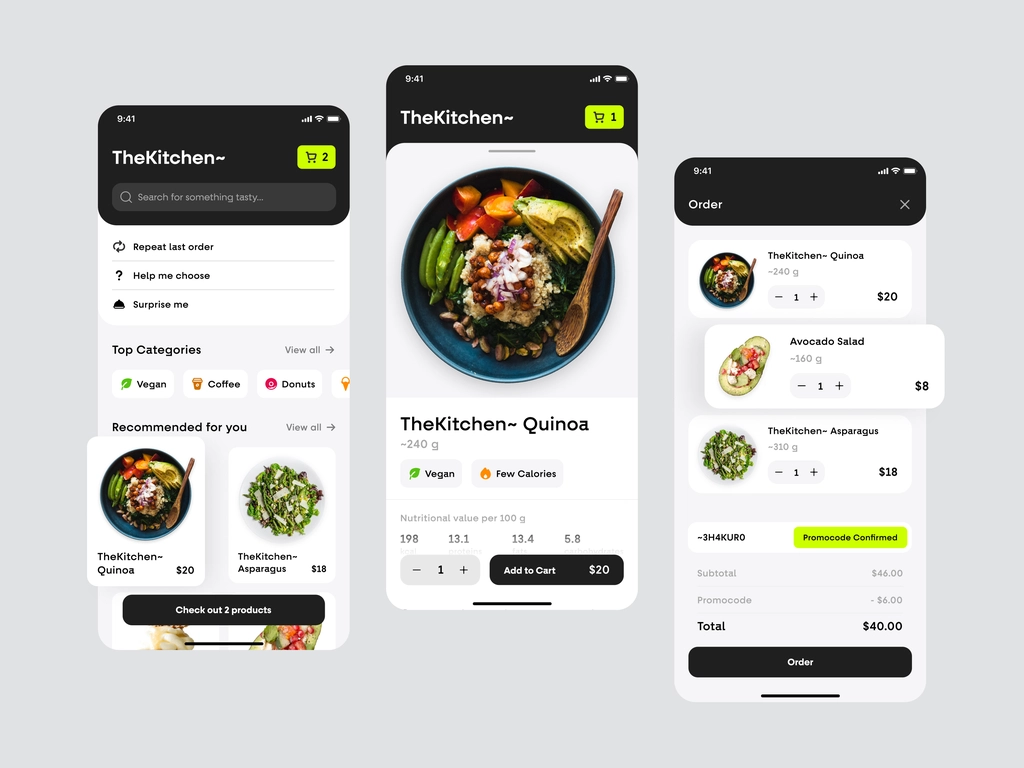 9:41
TheKitchen~
2
Search for something tasty...
Repeat last order
? Help me choose
Surprise me
Top Categories
View all →
Vegan
Coffee
Donuts
Recommended for you
View all →
TheKitchen~
Quinoa
$20
TheKitchen~
Asparagus
$18
Check out 2 products
9:41
TheKitchen~
1
TheKitchen~ Quinoa
~240 g
Vegan
Few Calories
Nutritional value per 100 g
198
13.1
13.4
5.8
− 1 +
Add to Cart
$20
9:41
Order
TheKitchen~ Quinoa
~240 g
− 1 +
$20
Avocado Salad
~160 g
− 1 +
$8
TheKitchen~ Asparagus
~310 g
− 1 +
$18
~3H4KUR0
Promocode Confirmed
Subtotal
$46.00
Promocode
- $6.00
Total
$40.00
Order